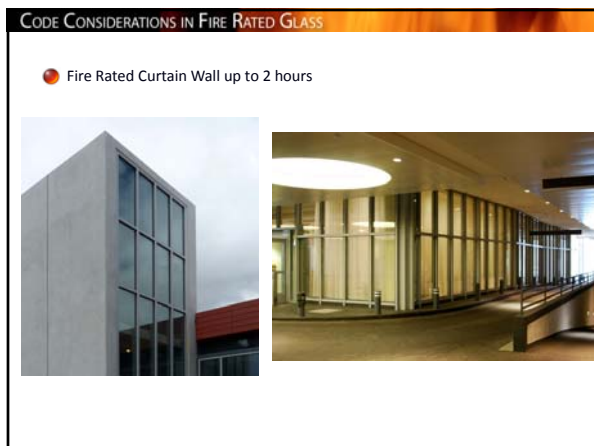 CODE CONSIDERATIONS IN FIRE RATED GLASS
Fire Rated Curtain Wall up to 2 hours